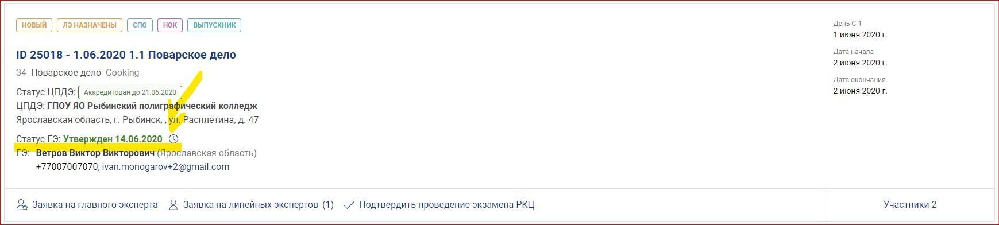 НОВЫЙ ЛЭ НАЗНАЧЕНЫ СПО НОК ВЫПУСКНИК
ID 25018 - 1.06.2020 1.1 Поварское дело
34 Поварское дело Cooking
Статус ЦПДЭ: Аккредитован до 21.06.2020
ЦПДЭ: ГПОУ ЯО Рыбинский полиграфический колледж
Ярославская область, г. Рыбинск, , ул. Расплетина, д. 47
Статус ГЭ: Утвержден 14.06.2020
ГЭ: Ветров Виктор Викторович (Ярославская область)
+77007007070, ivan.monogarov+2@gmail.com
День С-1
1 июня 2020 г.
Дата начала
2 июня 2020 г.
Дата окончания
2 июня 2020 г.
Заявка на главного эксперта Заявка на линейных экспертов (1) Подтвердить проведение экзамена РКЦ
Участники 2